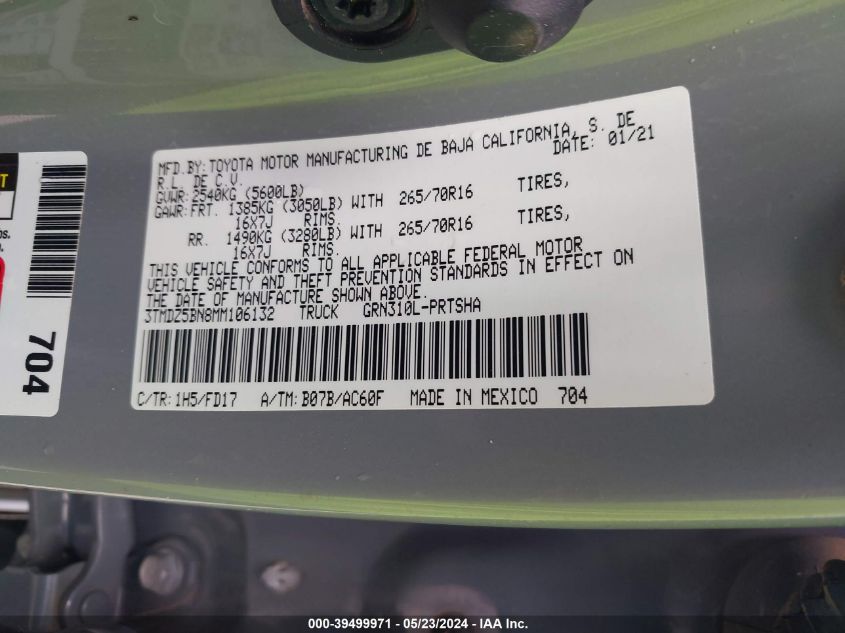 MFD.BY:TOYOTA MOTOR MANUFACTURING DE BAJA CALIFORNIA, S. DE
R.L. DE C.V. DATE: 01/21
GVWR:2540KG (5600LB)
GAWR:FRT. 1385KG (3050LB) WITH 265/70R16 TIRES,
16X7J RIMS.
RR. 1490KG (3280LB) WITH 265/70R16 TIRES,
16X7J RIMS.
THIS VEHICLE CONFORMS TO ALL APPLICABLE FEDERAL MOTOR
VEHICLE SAFETY AND THEFT PREVENTION STANDARDS IN EFFECT ON
THE DATE OF MANUFACTURE SHOWN ABOVE.
3TMDZ5BN8MM106132 TRUCK GRN310L-PRTSHA
C/TR:1H5/FD17 A/TM:B07B/AC60F MADE IN MEXICO 704
704
000-39499971 - 05/23/2024 - IAA Inc.